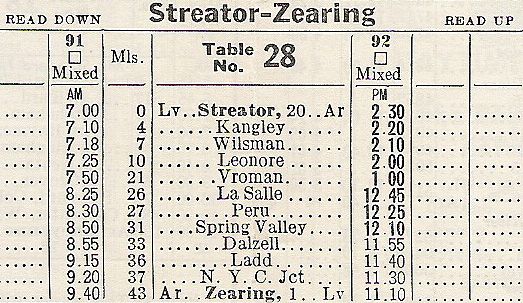 Streator-Zearing
READ DOWN READ UP
91 Table No. 28 92
□ Mixed Mls. □ Mixed
AM PM
7.00 0 Lv..Streator, 20..Ar 2.30
7.10 4 ......Kangley...... 2.20
7.18 7 ......Wilsman...... 2.10
7.25 10 ......Leonore...... 2.00
7.50 21 ......Vroman...... 1.00
8.25 26 ......La Salle...... 12.45
8.30 27 .......Peru....... 12.25
8.50 31 ....Spring Valley.... 12.10
8.55 33 ......Dalzell...... 11.55
9.15 36 .......Ladd....... 11.40
9.20 37 ....N. Y. C. Jct.... 11.30
9.40 43 Ar.. Zearing, 1.. Lv 11.10